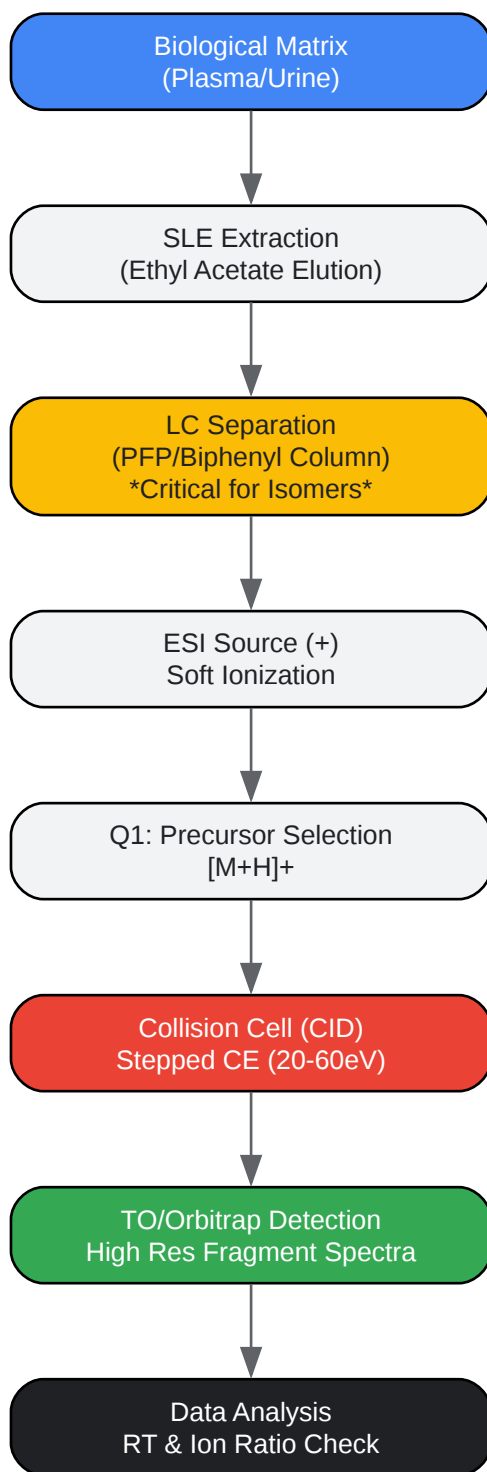 Biological Matrix
(Plasma/Urine)
SLE Extraction
(Ethyl Acetate Elution)
LC Separation
(PFP/Biphenyl Column)
*Critical for Isomers*
ESI Source (+)
Soft Ionization
Q1: Precursor Selection
[M+H]+
Collision Cell (CID)
Stepped CE (20-60eV)
TO/Orbitrap Detection
High Res Fragment Spectra
Data Analysis
RT & Ion Ratio Check